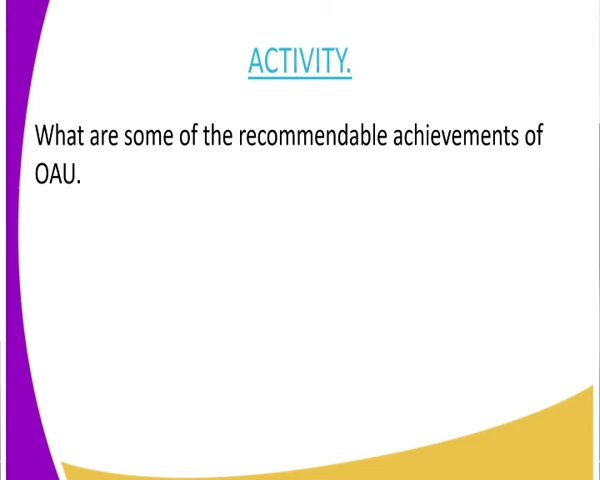 ACTIVITY.
What are some of the recommendable achievements of
OAU.